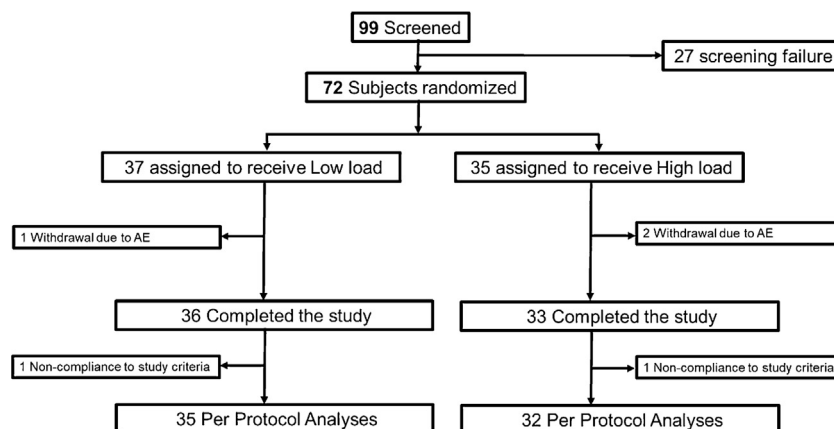 99 Screened
27 screening failure
72 Subjects randomized
37 assigned to receive Low load
35 assigned to receive High load
1 Withdrawal due to AE
2 Withdrawal due to AE
36 Completed the study
33 Completed the study
1 Non-compliance to study criteria
1 Non-compliance to study criteria
35 Per Protocol Analyses
32 Per Protocol Analyses